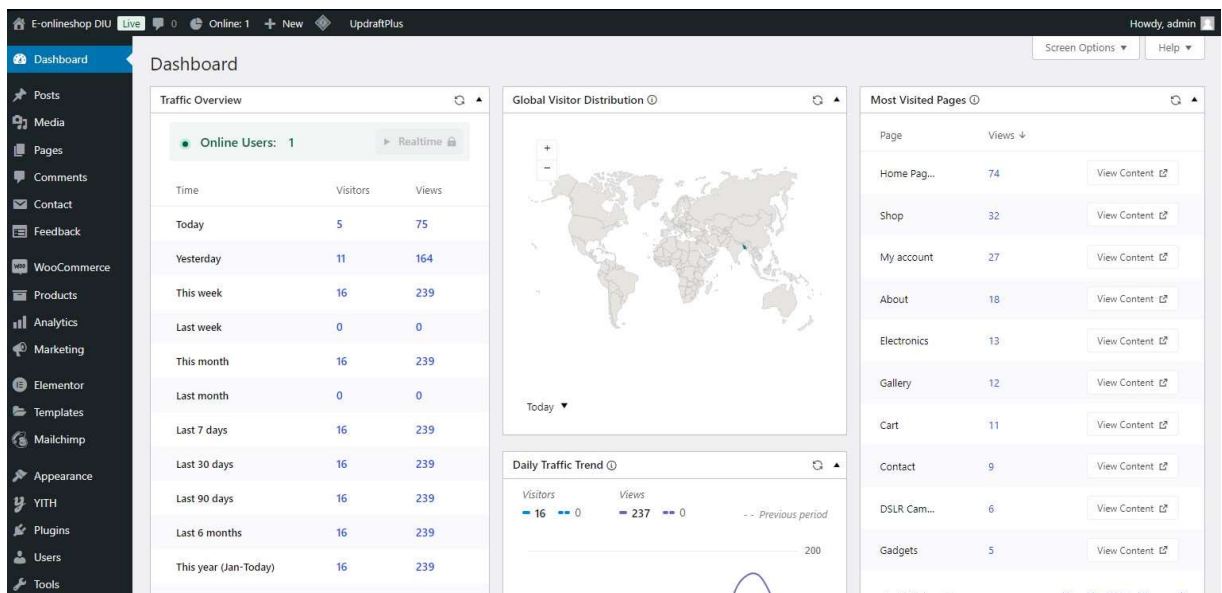 E-onlineshop DIU Live 0 Online: 1 + New UpdraftPlus Howdy, admin
Screen Options ▼ Help ▼
Dashboard
Posts
Media
Pages
Comments
Contact
Feedback
WooCommerce
Products
Analytics
Marketing
Elementor
Templates
Mailchimp
Appearance
YITH
Plugins
Users
Tools
Dashboard
Traffic Overview
Online Users: 1 Realtime
Time Visitors Views
Today 5 75
Yesterday 11 164
This week 16 239
Last week 0 0
This month 16 239
Last month 0 0
Last 7 days 16 239
Last 30 days 16 239
Last 90 days 16 239
Last 6 months 16 239
This year (Jan-Today) 16 239
Global Visitor Distribution
+
−
Today ▼
Daily Traffic Trend
Visitors Views
16 0 237 0 - - Previous period
200
Most Visited Pages
Page Views ↓
Home Pag... 74 View Content
Shop 32 View Content
My account 27 View Content
About 18 View Content
Electronics 13 View Content
Gallery 12 View Content
Cart 11 View Content
Contact 9 View Content
DSLR Cam... 6 View Content
Gadgets 5 View Content